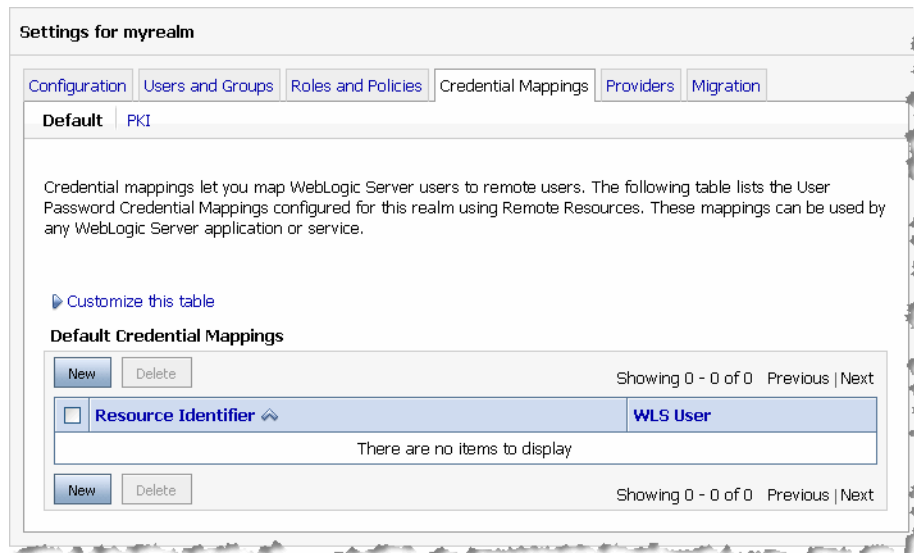 Settings for myrealm
Configuration Users and Groups Roles and Policies Credential Mappings Providers Migration
Default PKI
Credential mappings let you map WebLogic Server users to remote users. The following table lists the User
Password Credential Mappings configured for this realm using Remote Resources. These mappings can be used by
any WebLogic Server application or service.
Customize this table
Default Credential Mappings
New Delete Showing 0 - 0 of 0 Previous | Next
Resource Identifier WLS User
There are no items to display
New Delete Showing 0 - 0 of 0 Previous | Next